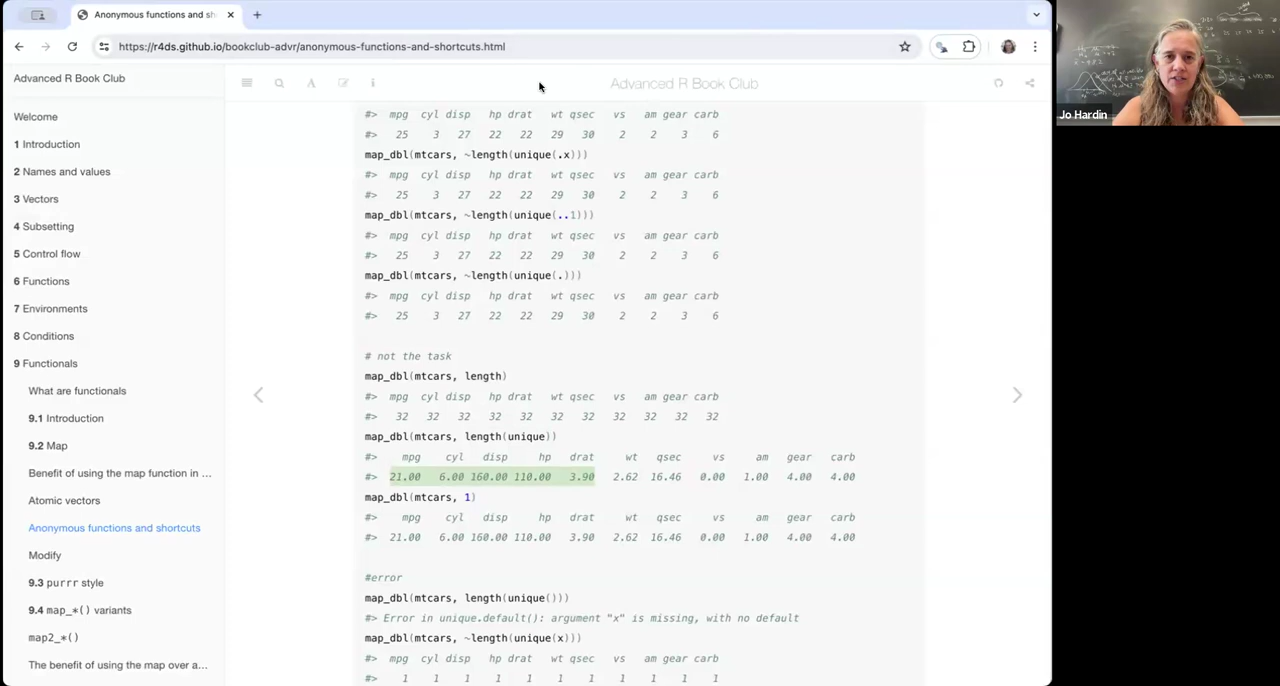 Anonymous functions and sh
https://r4ds.github.io/bookclub-advr/anonymous-functions-and-shortcuts.html
Jo Hardin
Advanced R Book Club
Advanced R Book Club
Welcome
1 Introduction
2 Names and values
3 Vectors
4 Subsetting
5 Control flow
6 Functions
7 Environments
8 Conditions
9 Functionals
What are functionals
9.1 Introduction
9.2 Map
Benefit of using the map function in ...
Atomic vectors
Anonymous functions and shortcuts
Modify
9.3 purrr style
9.4 map_*() variants
map2_*()
The benefit of using the map over a...
#> mpg cyl disp hp drat wt qsec vs am gear carb
#> 25 3 27 22 22 29 30 2 2 3 6
map_dbl(mtcars, ~length(unique(.x)))
#> mpg cyl disp hp drat wt qsec vs am gear carb
#> 25 3 27 22 22 29 30 2 2 3 6
map_dbl(mtcars, ~length(unique(..1)))
#> mpg cyl disp hp drat wt qsec vs am gear carb
#> 25 3 27 22 22 29 30 2 2 3 6
map_dbl(mtcars, ~length(unique(.)))
#> mpg cyl disp hp drat wt qsec vs am gear carb
#> 25 3 27 22 22 29 30 2 2 3 6
# not the task
map_dbl(mtcars, length)
#> mpg cyl disp hp drat wt qsec vs am gear carb
#> 32 32 32 32 32 32 32 32 32 32 32
map_dbl(mtcars, length(unique))
#> mpg cyl disp hp drat wt qsec vs am gear carb
#> 21.00 6.00 160.00 110.00 3.90 2.62 16.46 0.00 1.00 4.00 4.00
map_dbl(mtcars, 1)
#> mpg cyl disp hp drat wt qsec vs am gear carb
#> 21.00 6.00 160.00 110.00 3.90 2.62 16.46 0.00 1.00 4.00 4.00
#error
map_dbl(mtcars, length(unique()))
#> Error in unique.default(): argument "x" is missing, with no default
map_dbl(mtcars, ~length(unique(x)))
#> mpg cyl disp hp drat wt qsec vs am gear carb
#> 1 1 1 1 1 1 1 1 1 1 1